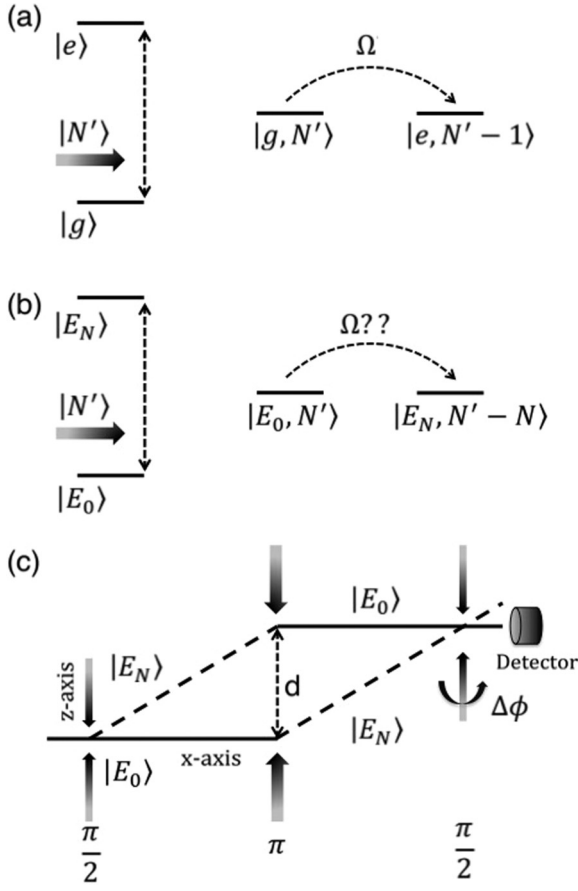 (a)
|e⟩
Ω
|N′⟩
|g, N′⟩ |e, N′ − 1⟩
|g⟩
(b)
|E_N⟩
Ω??
|N′⟩
|E_0, N′⟩ |E_N, N′ − N⟩
|E_0⟩
(c)
|E_0⟩
|E_N⟩
z-axis
d
Detector
Δϕ
|E_N⟩
x-axis
|E_0⟩
π/2 π π/2